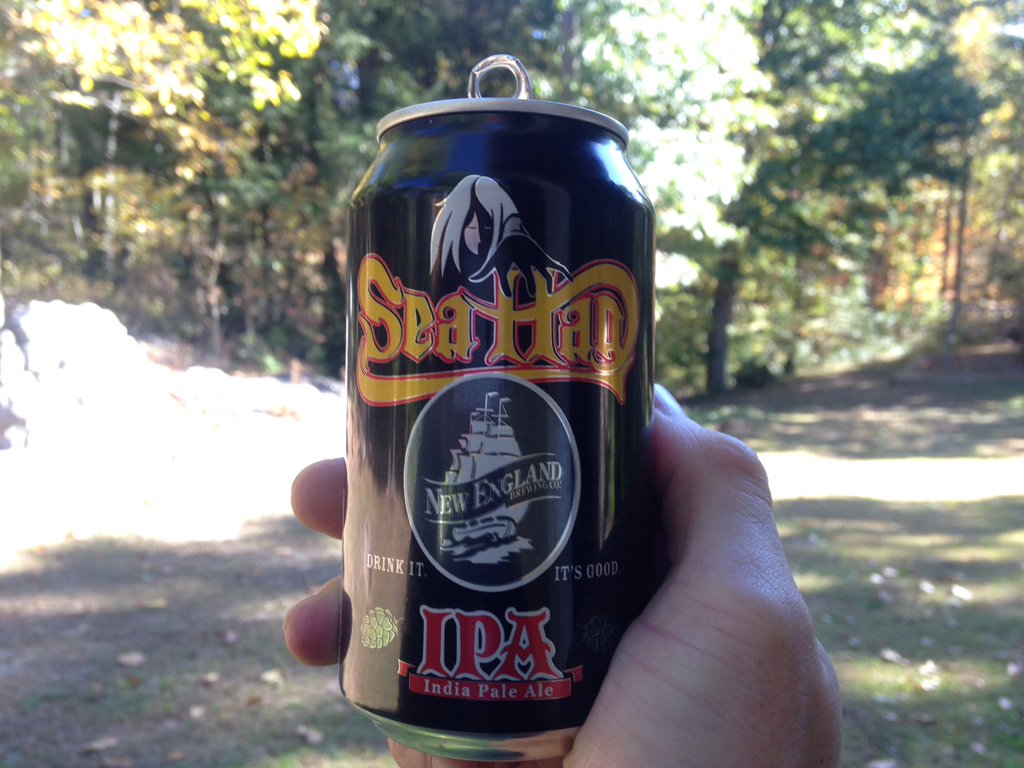 Sea Hag
NEW ENGLAND
BREWING CO.
DRINK IT. IT'S GOOD.
IPA
India Pale Ale